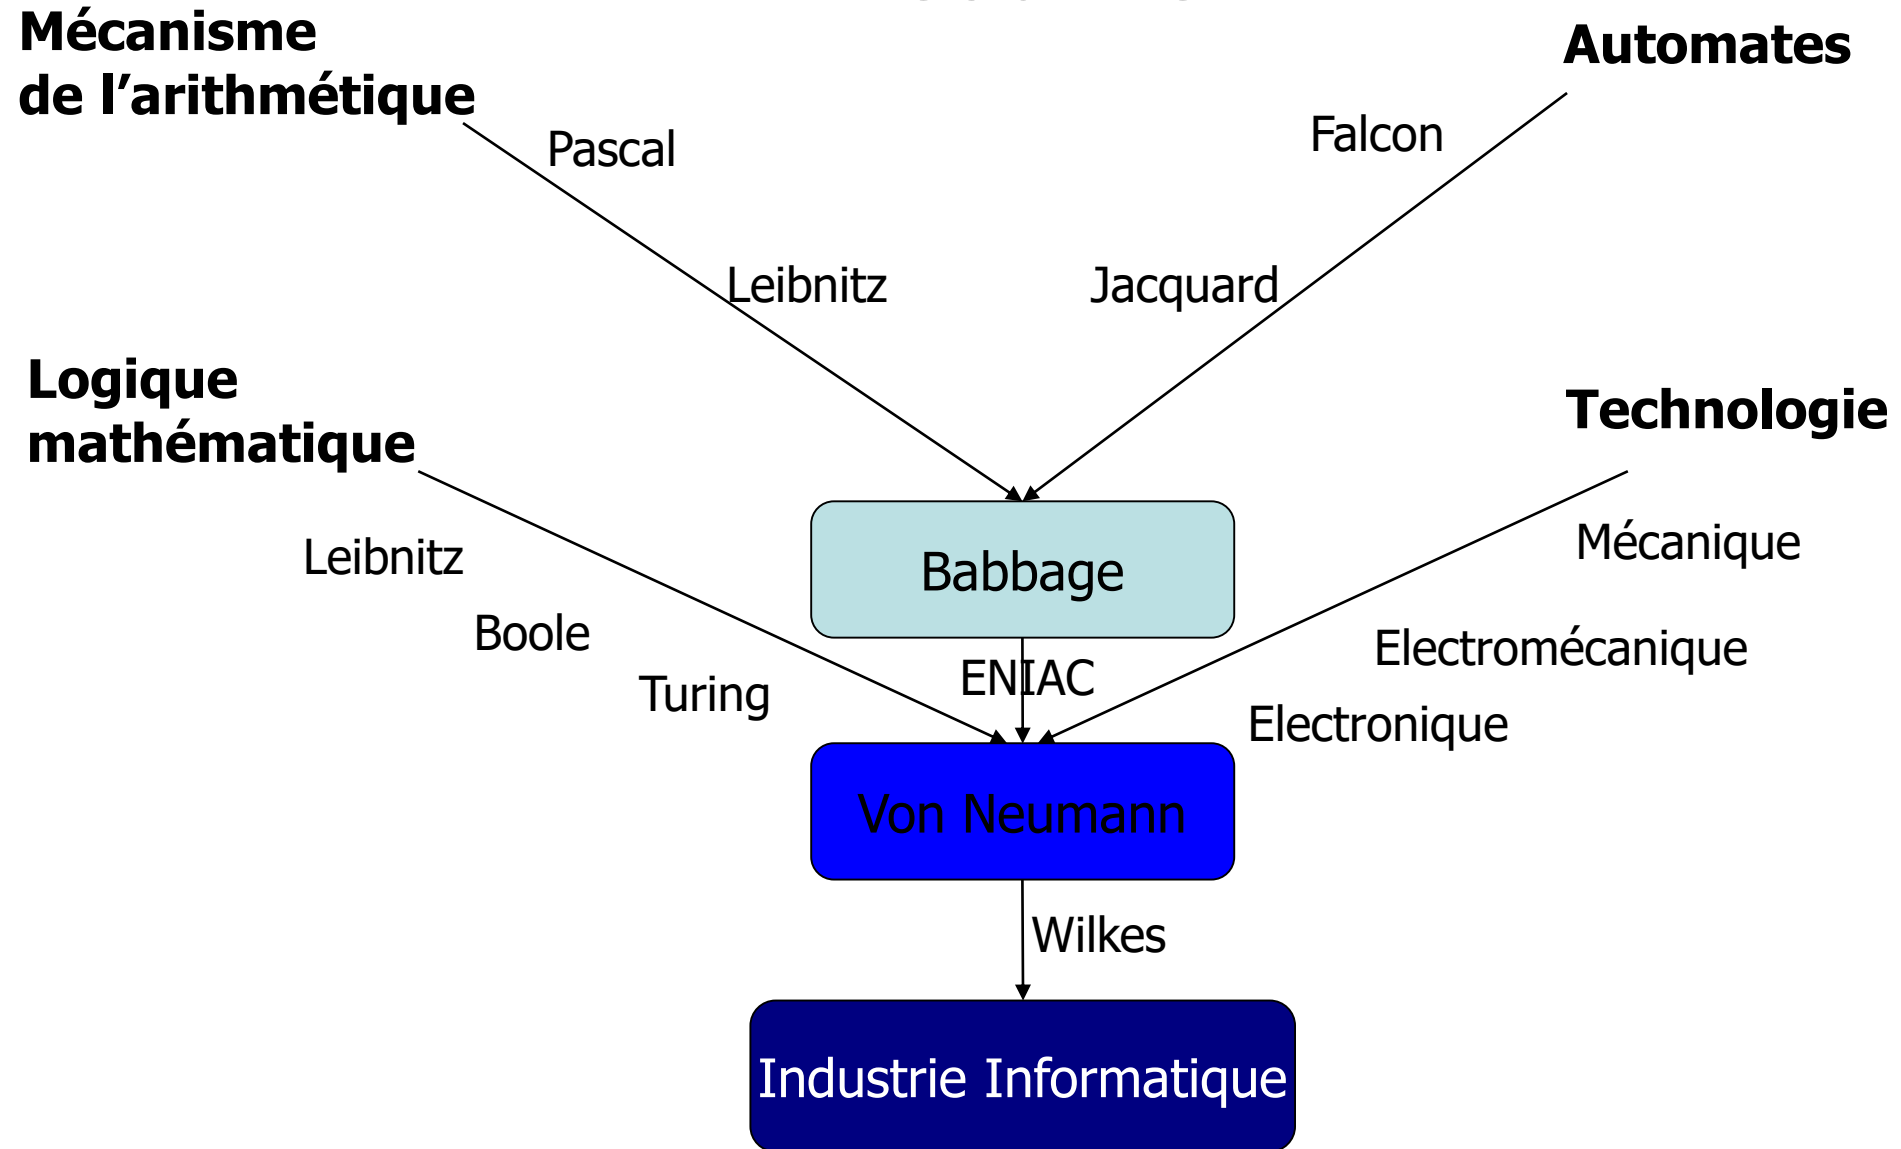 Mécanisme
de l’arithmétique
Automates
Pascal
Falcon
Leibnitz
Jacquard
Logique
mathématique
Technologie
Leibnitz
Boole
Turing
Babbage
ENIAC
Mécanique
Electromécanique
Electronique
Von Neumann
Wilkes
Industrie Informatique